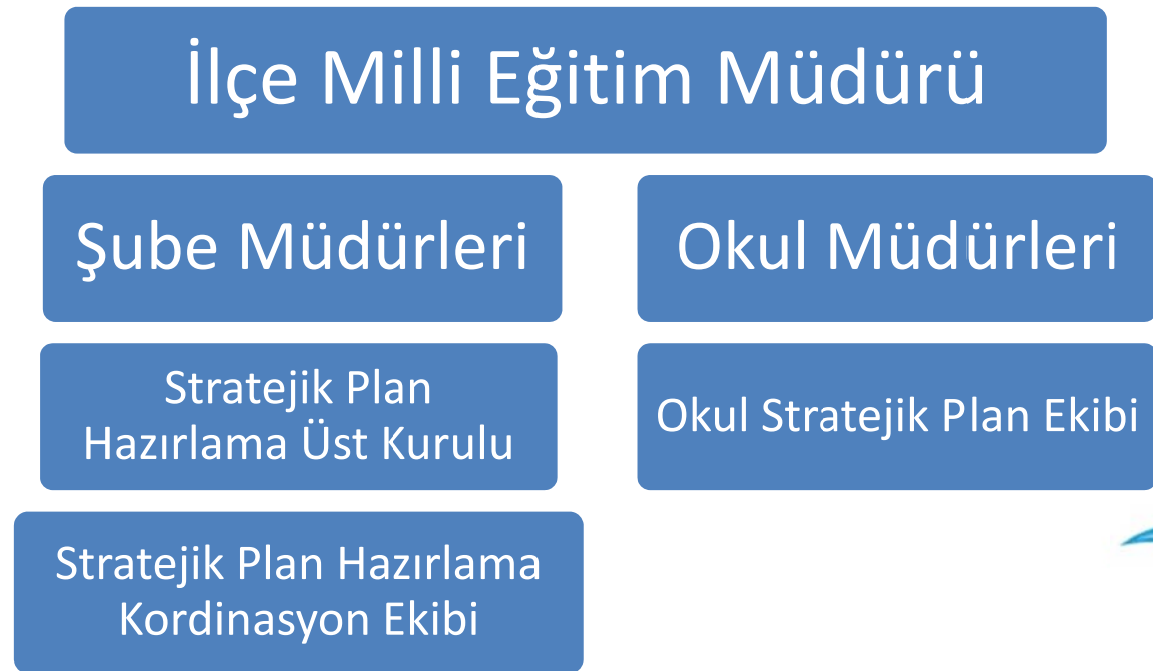 İlçe Milli Eğitim Müdürü
Şube Müdürleri
Okul Müdürleri
Stratejik Plan
Hazırlama Üst Kurulu
Okul Stratejik Plan Ekibi
Stratejik Plan Hazırlama
Kordinasyon Ekibi